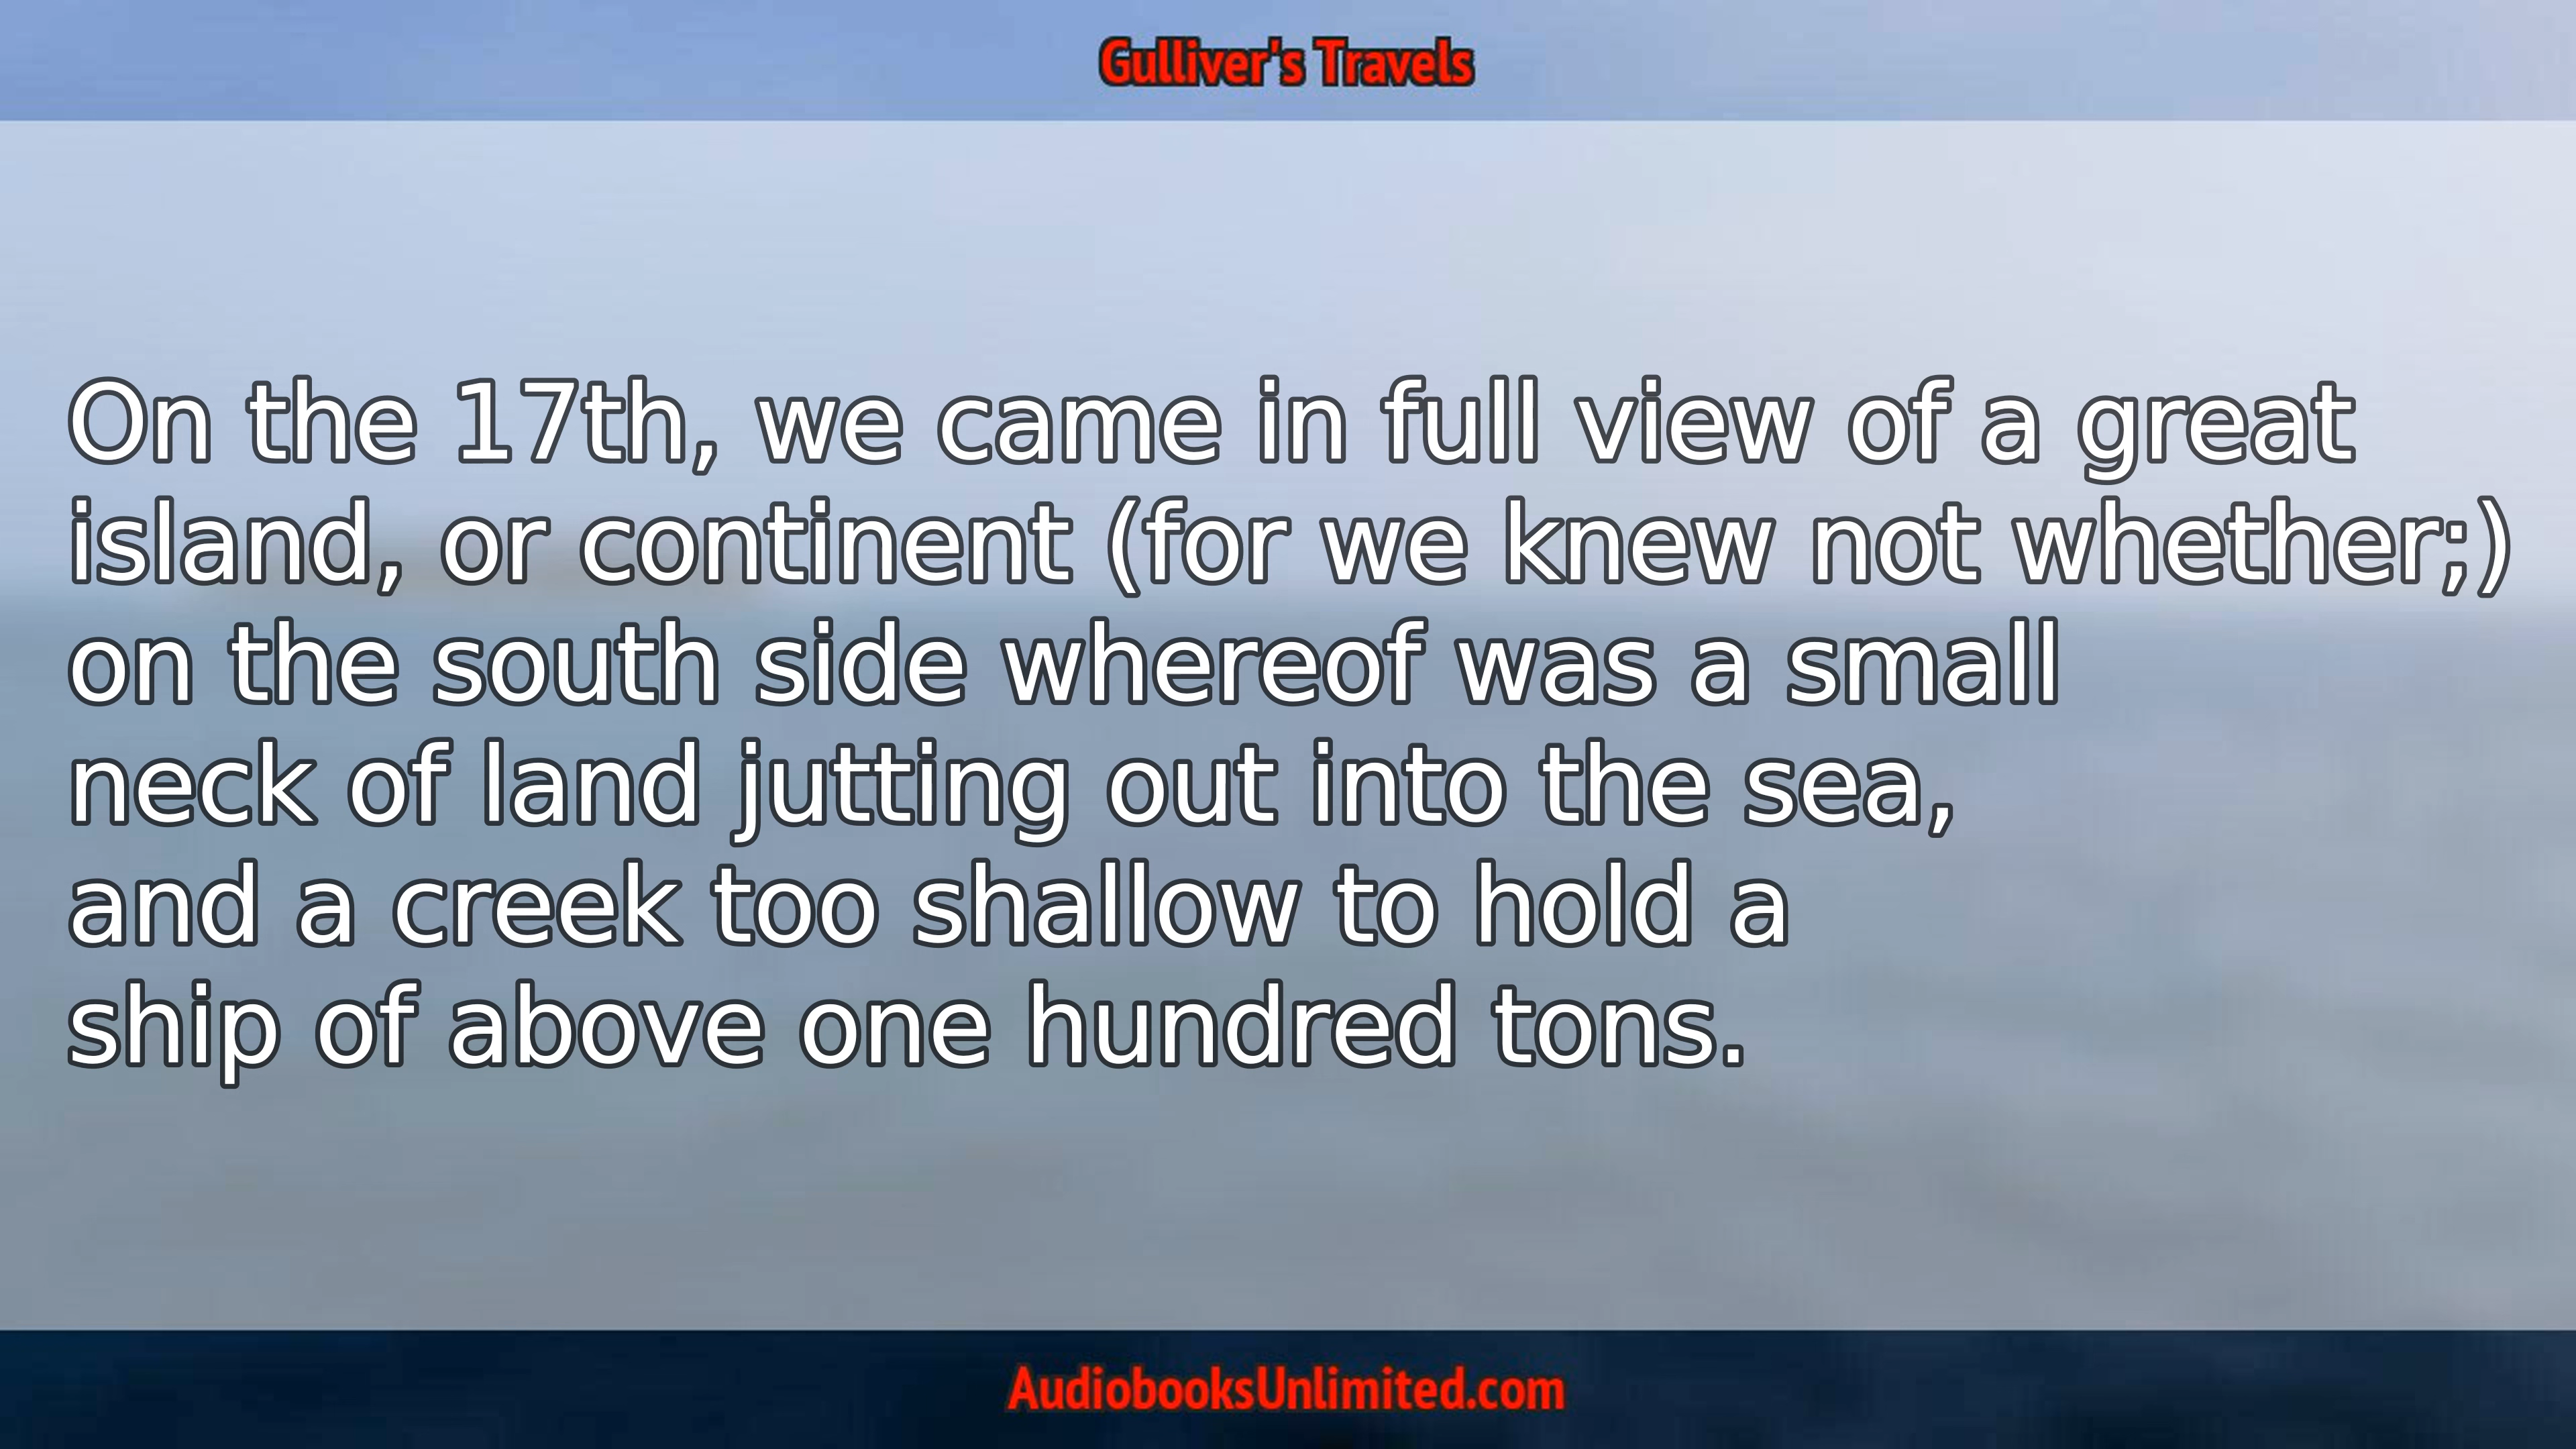 Gulliver's Travels
On the 17th, we came in full view of a great
island, or continent (for we knew not whether;)
on the south side whereof was a small
neck of land jutting out into the sea,
and a creek too shallow to hold a
ship of above one hundred tons.
AudiobooksUnlimited.com